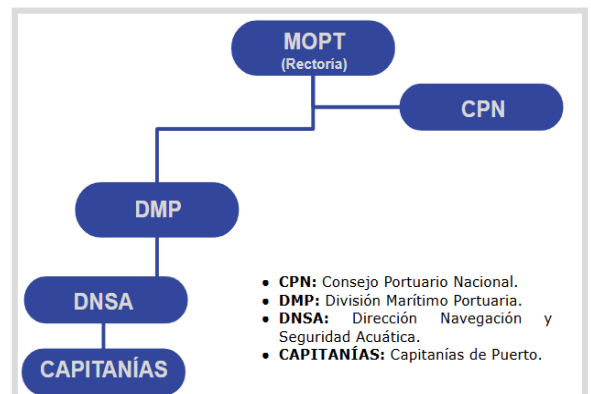 MOPT
(Rectoría)
CPN
DMP
DNSA
CAPITANÍAS
• CPN: Consejo Portuario Nacional.
• DMP: División Marítimo Portuaria.
• DNSA: Dirección Navegación y
Seguridad Acuática.
• CAPITANÍAS: Capitanías de Puerto.